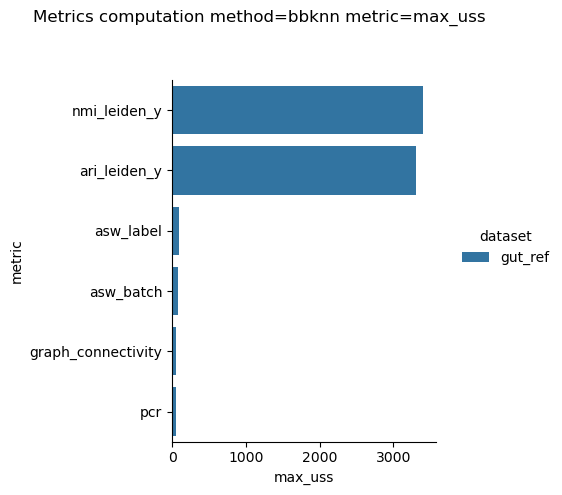 Metrics computation method=bbknn metric=max_uss
nmi_leiden_y
ari_leiden_y
asw_label
asw_batch
graph_connectivity
pcr
metric
0 1000 2000 3000
max_uss
dataset
gut_ref